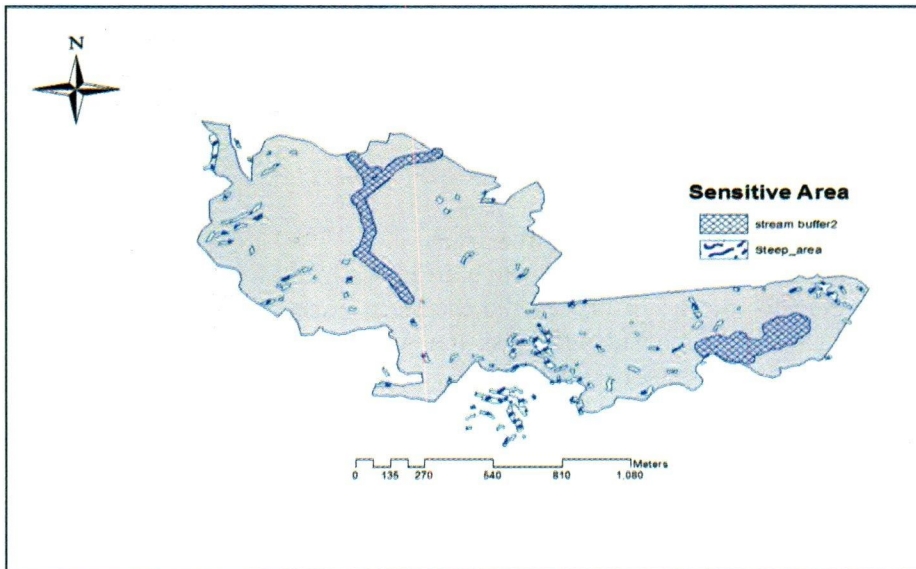 N
Sensitive Area
stream buffer2
Steep_area
Meters
0 135 270 540 810 1.080